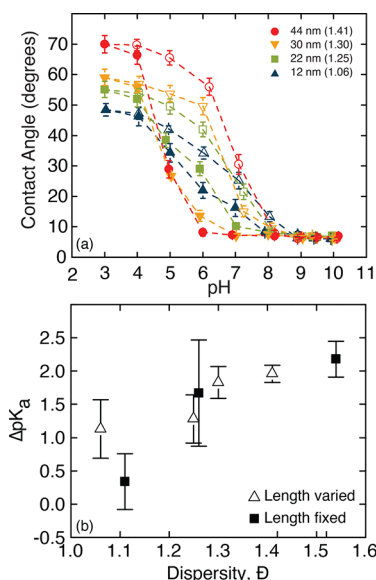 44 nm (1.41)
30 nm (1.30)
22 nm (1.25)
12 nm (1.06)
Contact Angle (degrees)
70
60
50
40
30
20
10
0
(a)
2 3 4 5 6 7 8 9 10
pH
ΔpKa
2.5
2.0
1.5
1.0
0.5
0.0
-0.5
Length varied
Length fixed
(b)
1.0 1.1 1.2 1.3 1.4 1.5 1.6
Dispersity, Đ